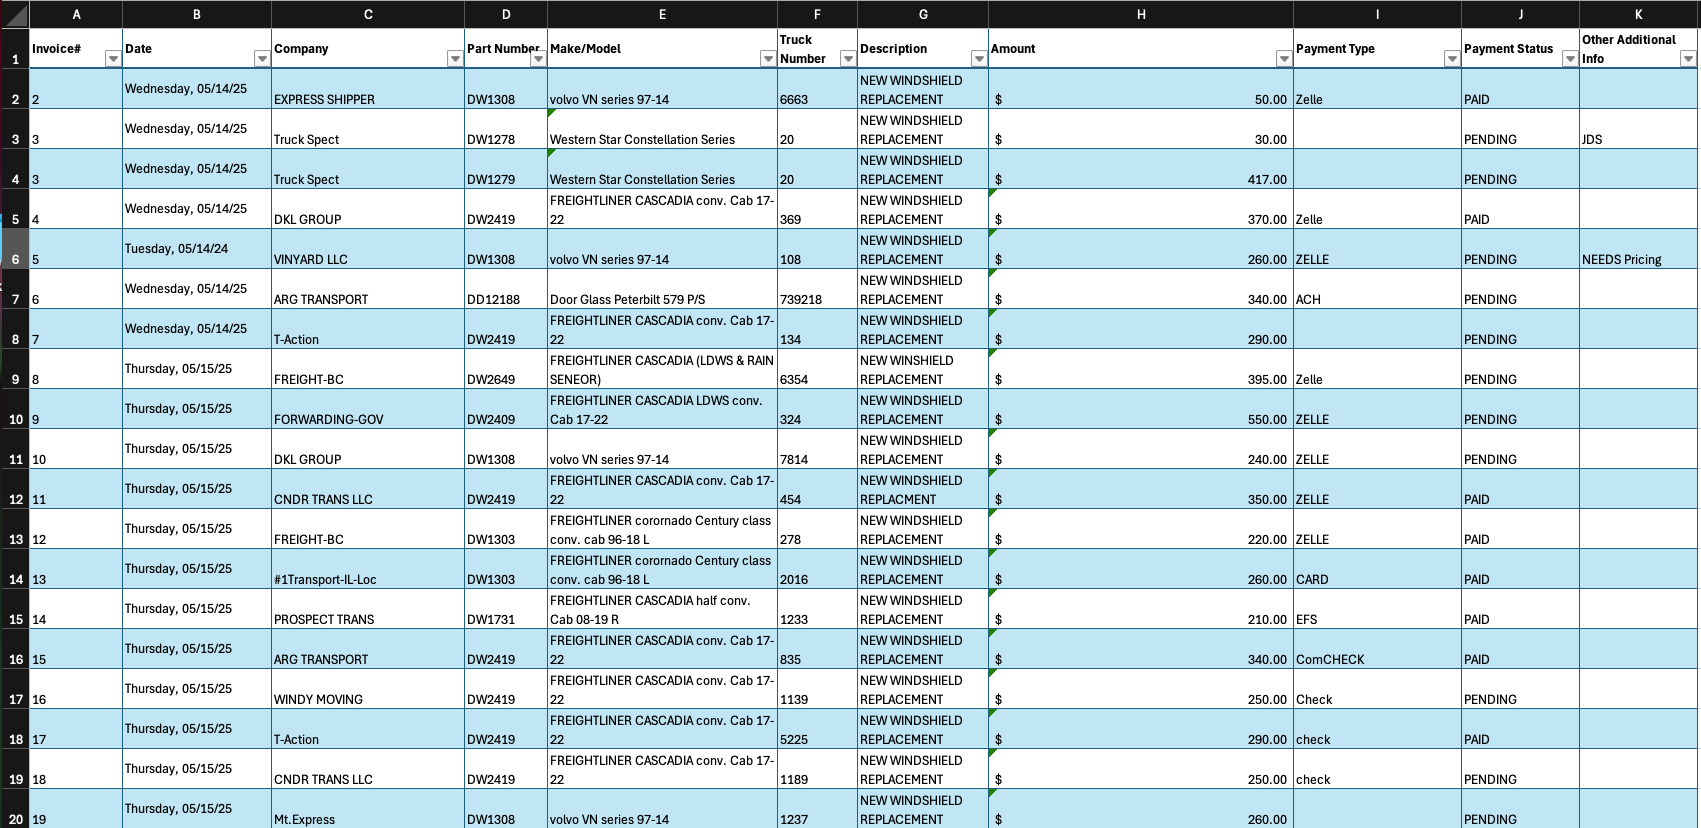 A B C D E F G H I J K
1 Invoice# Date Company Part Number Make/Model Truck Number Description Amount Payment Type Payment Status Other Additional Info
2 2 Wednesday, 05/14/25 EXPRESS SHIPPER DW1308 volvo VN series 97-14 6663 NEW WINDSHIELD REPLACEMENT $ 50.00 Zelle PAID
3 3 Wednesday, 05/14/25 Truck Spect DW1278 Western Star Constellation Series 20 NEW WINDSHIELD REPLACEMENT $ 30.00 PENDING JDS
4 3 Wednesday, 05/14/25 Truck Spect DW1279 Western Star Constellation Series 20 NEW WINDSHIELD REPLACEMENT $ 417.00 PENDING
5 4 Wednesday, 05/14/25 DKL GROUP DW2419 FREIGHTLINER CASCADIA conv. Cab 17-22 369 NEW WINDSHIELD REPLACEMENT $ 370.00 Zelle PAID
6 5 Tuesday, 05/14/24 VINYARD LLC DW1308 volvo VN series 97-14 108 NEW WINDSHIELD REPLACEMENT $ 260.00 ZELLE PENDING NEEDS Pricing
7 6 Wednesday, 05/14/25 ARG TRANSPORT DD12188 Door Glass Peterbilt 579 P/S 739218 NEW WINDSHIELD REPLACEMENT $ 340.00 ACH PENDING
8 7 Wednesday, 05/14/25 T-Action DW2419 FREIGHTLINER CASCADIA conv. Cab 17-22 134 NEW WINDSHIELD REPLACEMENT $ 290.00 PENDING
9 8 Thursday, 05/15/25 FREIGHT-BC DW2649 FREIGHTLINER CASCADIA (LDWS & RAIN SENEOR) 6354 NEW WINSHIELD REPLACEMENT $ 395.00 Zelle PENDING
10 9 Thursday, 05/15/25 FORWARDING-GOV DW2409 FREIGHTLINER CASCADIA LDWS conv. Cab 17-22 324 NEW WINDSHIELD REPLACEMENT $ 550.00 ZELLE PENDING
11 10 Thursday, 05/15/25 DKL GROUP DW1308 volvo VN series 97-14 7814 NEW WINDSHIELD REPLACEMENT $ 240.00 ZELLE PENDING
12 11 Thursday, 05/15/25 CNDR TRANS LLC DW2419 FREIGHTLINER CASCADIA conv. Cab 17-22 454 NEW WINDSHIELD REPLACMENT $ 350.00 ZELLE PAID
13 12 Thursday, 05/15/25 FREIGHT-BC DW1303 FREIGHTLINER corornado Century class conv. cab 96-18 L 278 NEW WINDSHIELD REPLACEMENT $ 220.00 ZELLE PAID
14 13 Thursday, 05/15/25 #1Transport-IL-Loc DW1303 FREIGHTLINER corornado Century class conv. cab 96-18 L 2016 NEW WINDSHIELD REPLACEMENT $ 260.00 CARD PAID
15 14 Thursday, 05/15/25 PROSPECT TRANS DW1731 FREIGHTLINER CASCADIA half conv. Cab 08-19 R 1233 NEW WINDSHIELD REPLACEMENT $ 210.00 EFS PAID
16 15 Thursday, 05/15/25 ARG TRANSPORT DW2419 FREIGHTLINER CASCADIA conv. Cab 17-22 835 NEW WINDSHIELD REPLACEMENT $ 340.00 ComCHECK PAID
17 16 Thursday, 05/15/25 WINDY MOVING DW2419 FREIGHTLINER CASCADIA conv. Cab 17-22 1139 NEW WINDSHIELD REPLACEMENT $ 250.00 Check PENDING
18 17 Thursday, 05/15/25 T-Action DW2419 FREIGHTLINER CASCADIA conv. Cab 17-22 5225 NEW WINDSHIELD REPLACEMENT $ 290.00 check PAID
19 18 Thursday, 05/15/25 CNDR TRANS LLC DW2419 FREIGHTLINER CASCADIA conv. Cab 17-22 1189 NEW WINDSHIELD REPLACEMENT $ 250.00 check PENDING
20 19 Thursday, 05/15/25 Mt.Express DW1308 volvo VN series 97-14 1237 NEW WINDSHIELD REPLACEMENT $ 260.00 PENDING